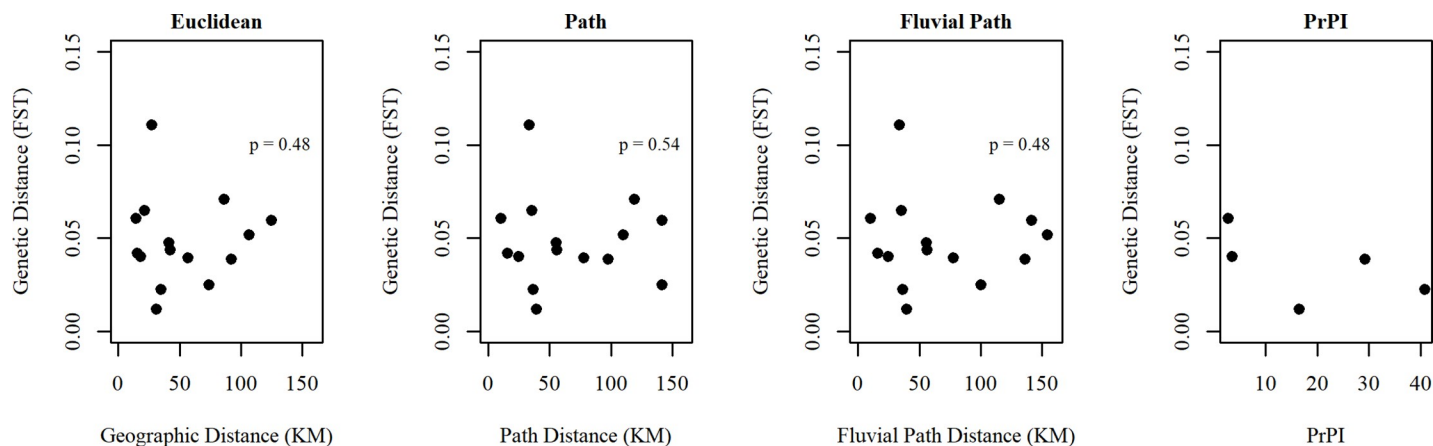 Euclidean
Genetic Distance (FST)
0.15
0.10
0.05
0.00
p = 0.48
0 50 100 150
Geographic Distance (KM)
Path
Genetic Distance (FST)
0.15
0.10
0.05
0.00
p = 0.54
0 50 100 150
Path Distance (KM)
Fluvial Path
Genetic Distance (FST)
0.15
0.10
0.05
0.00
p = 0.48
0 50 100 150
Fluvial Path Distance (KM)
PrPI
Genetic Distance (FST)
0.15
0.10
0.05
0.00
10 20 30 40
PrPI